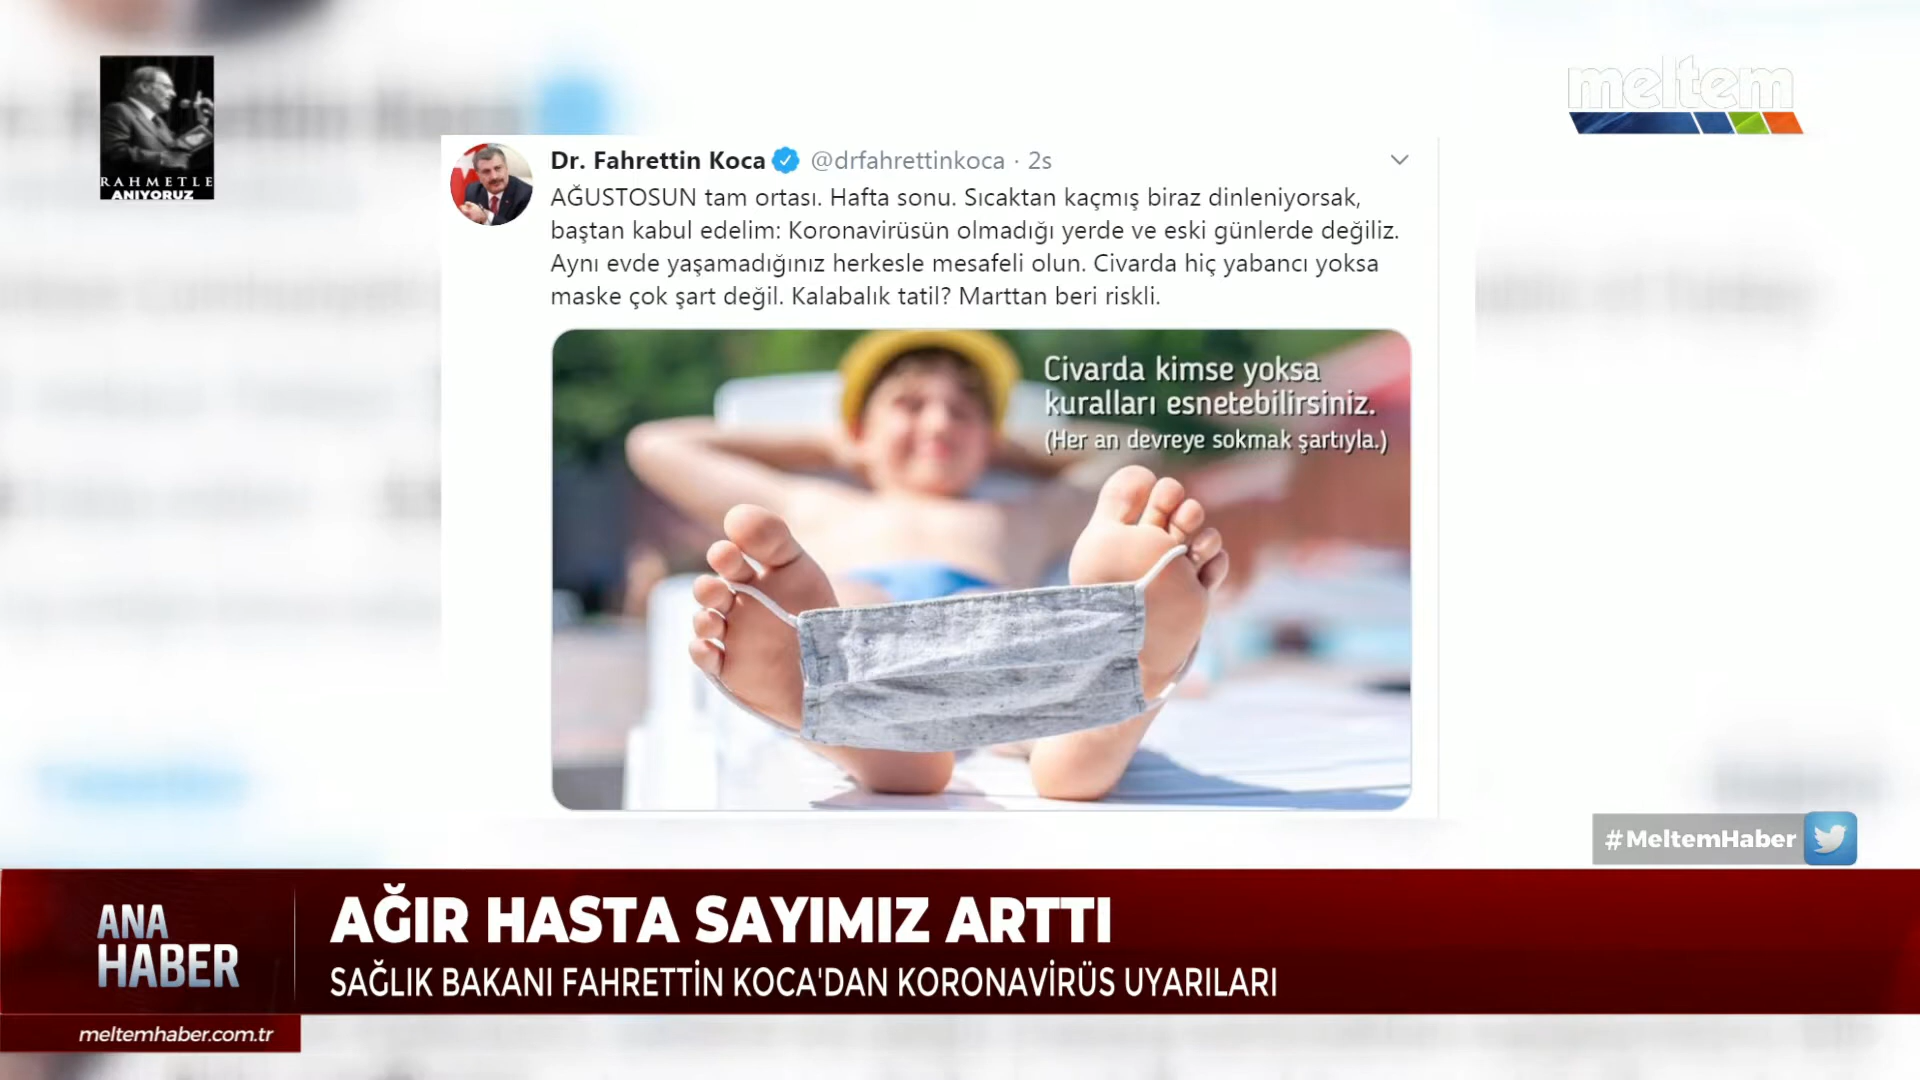 RAHMETLE
ANIYORUZ
meltem
Dr. Fahrettin Koca @drfahrettinkoca · 2s
AĞUSTOSUN tam ortası. Hafta sonu. Sıcaktan kaçmış biraz dinleniyorsak,
baştan kabul edelim: Koronavirüsün olmadığı yerde ve eski günlerde değiliz.
Aynı evde yaşamadığınız herkesle mesafeli olun. Civarda hiç yabancı yoksa
maske çok şart değil. Kalabalık tatil? Marttan beri riskli.
Civarda kimse yoksa
kuralları esnetebilirsiniz.
(Her an devreye sokmak şartıyla.)
#MeltemHaber
ANA
HABER
AĞIR HASTA SAYIMIZ ARTTI
SAĞLIK BAKANI FAHRETTİN KOCA'DAN KORONAVİRÜS UYARILARI
meltemhaber.com.tr